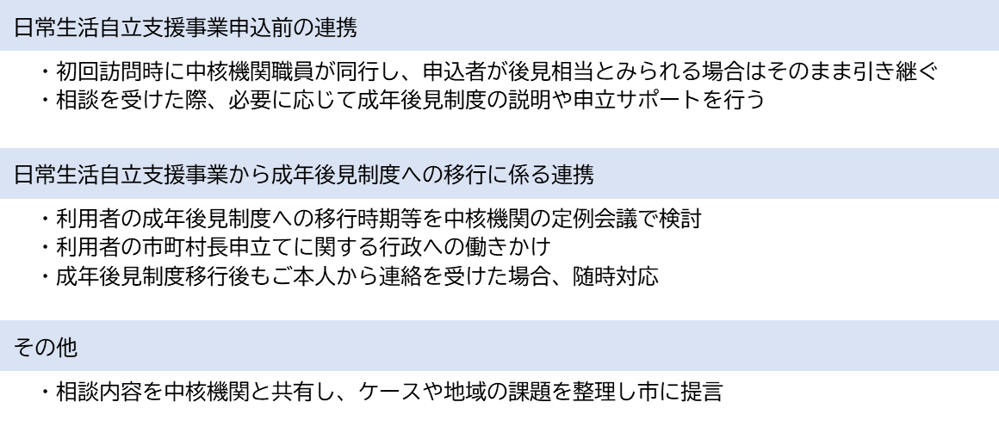 日常生活自立支援事業申込前の連携
・初回訪問時に中核機関職員が同行し、申込者が後見相当とみられる場合はそのまま引き継ぐ
・相談を受けた際、必要に応じて成年後見制度の説明や申立サポートを行う
日常生活自立支援事業から成年後見制度への移行に係る連携
・利用者の成年後見制度への移行時期等を中核機関の定例会議で検討
・利用者の市町村長申立てに関する行政への働きかけ
・成年後見制度移行後もご本人から連絡を受けた場合、随時対応
その他
・相談内容を中核機関と共有し、ケースや地域の課題を整理し市に提言